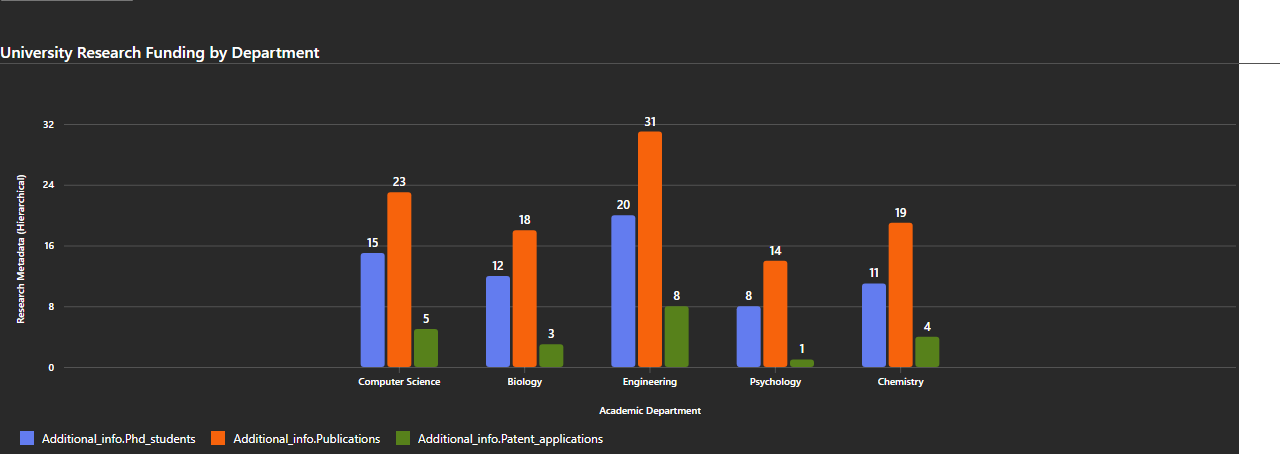 University Research Funding by Department
Research Metadata (Hierarchical)
32
24
16
8
0
15
23
5
12
18
3
20
31
8
8
14
1
11
19
4
Computer Science
Biology
Engineering
Psychology
Chemistry
Academic Department
Additional_info.Phd_students
Additional_info.Publications
Additional_info.Patent_applications